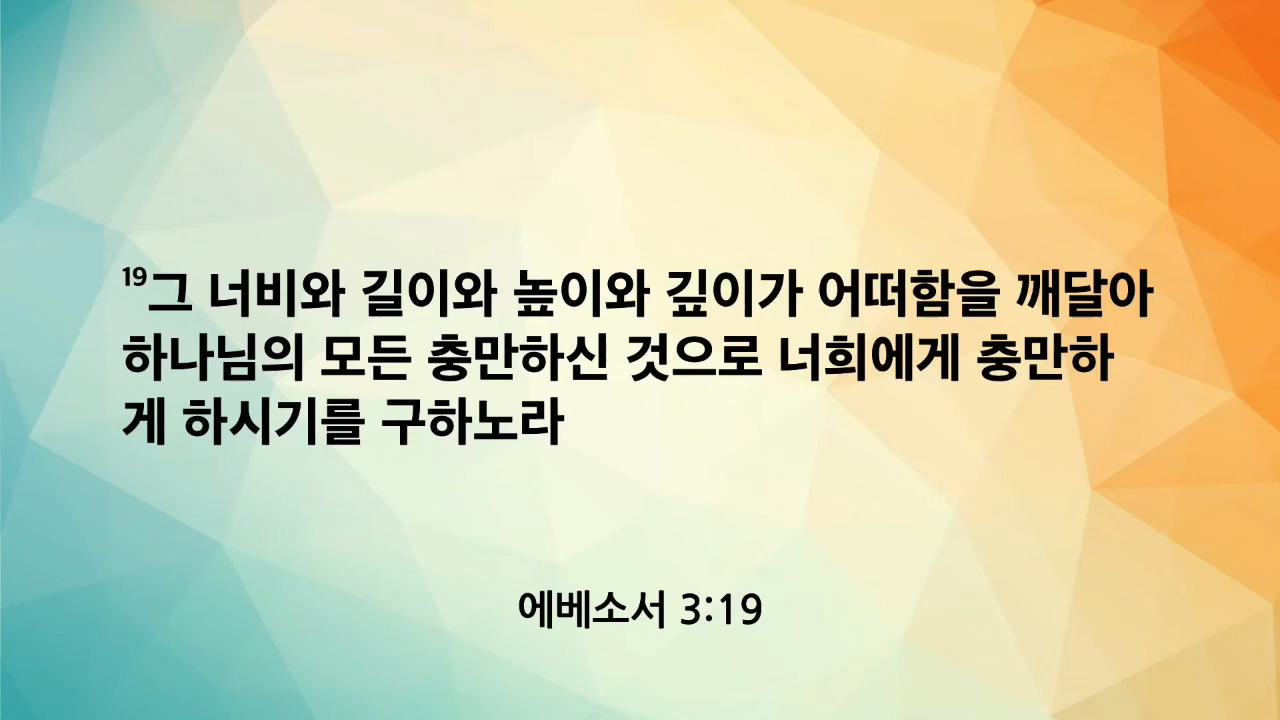 ¹⁹그 너비와 길이와 높이와 깊이가 어떠함을 깨달아
하나님의 모든 충만하신 것으로 너희에게 충만하
게 하시기를 구하노라
에베소서 3:19